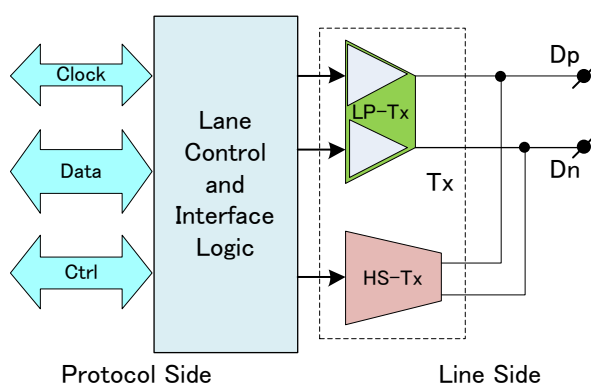 Clock
Data
Ctrl
Lane
Control
and
Interface
Logic
LP-Tx
Tx
HS-Tx
Dp
Dn
Protocol Side
Line Side